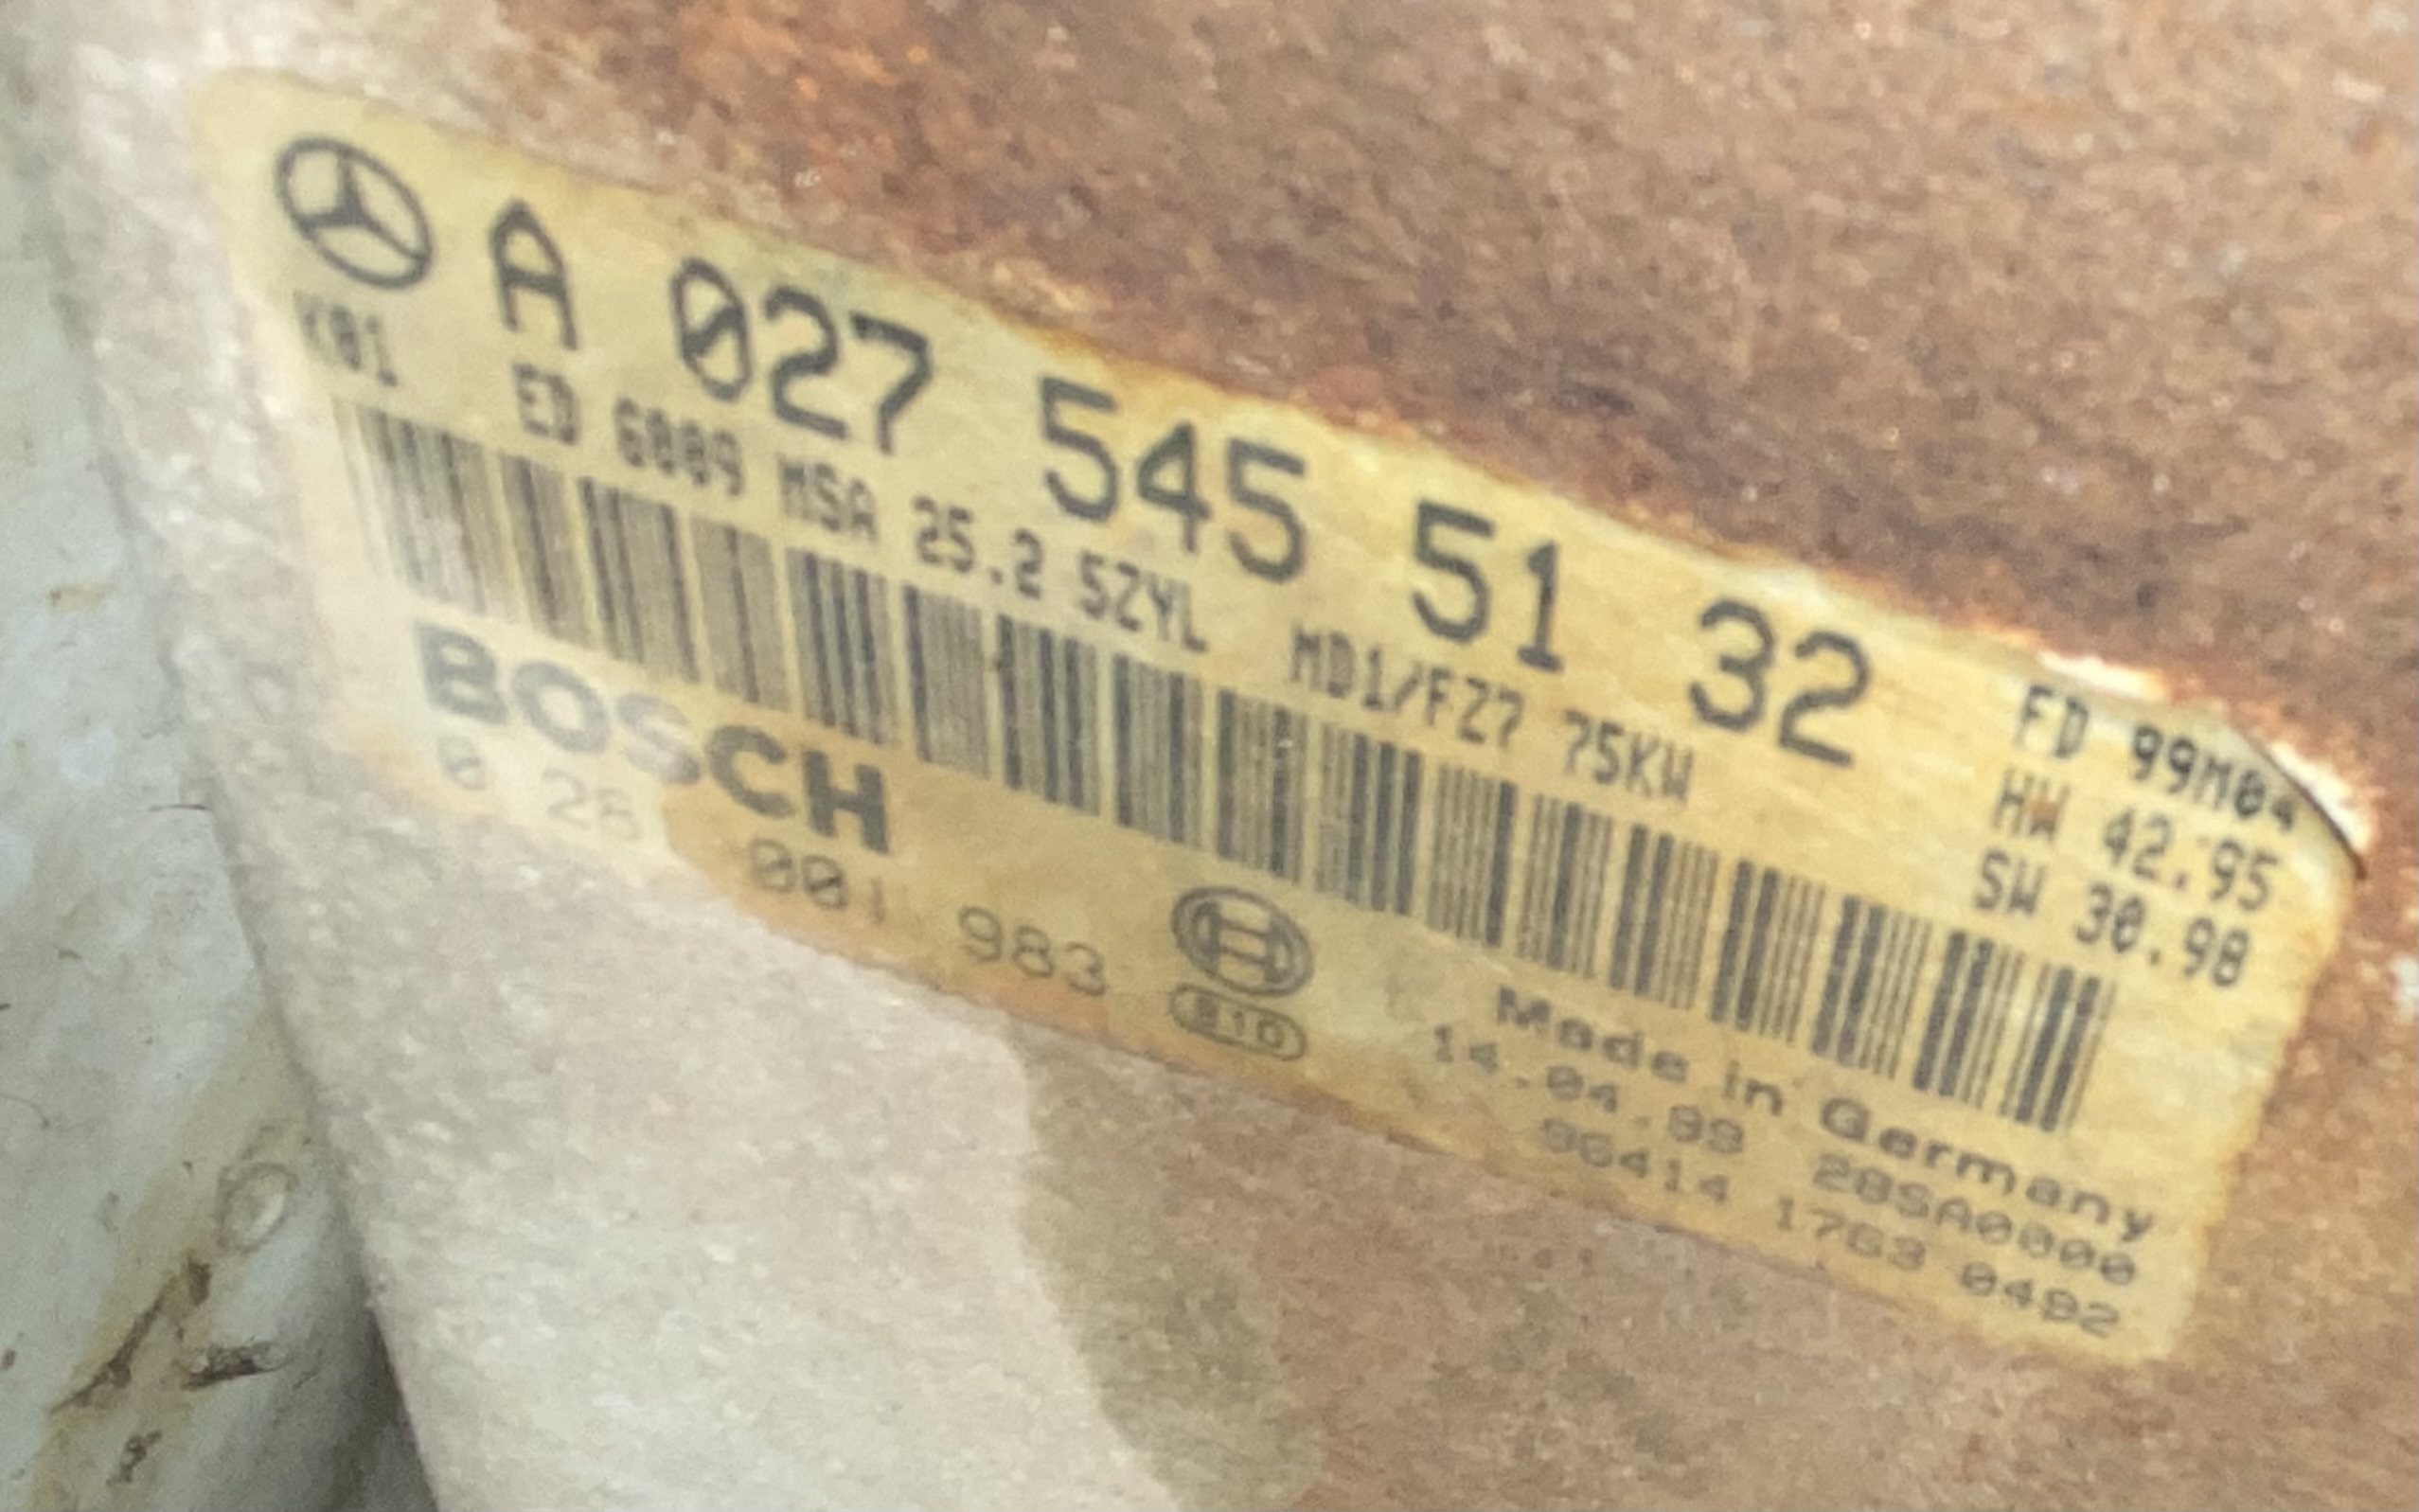 A 027 545 51 32
K01 ED 6009 MSA 25.2 5ZYL MD1/FZ7 75KW
FD 99M04
HW 42.95
SW 30.98
BOSCH
0 28 001 983
810
Made in Germany
14.04.99 28SA0000
96414 1763 0492